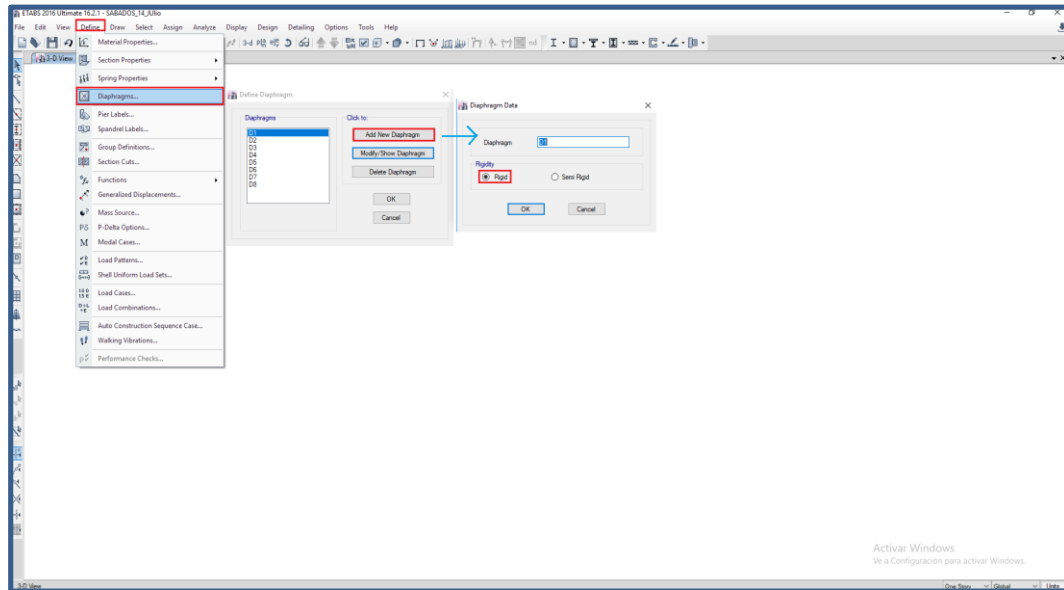 ETABS 2016 Ultimate 16.2.1 - SABADOS_14_JUlio
File Edit View Define Draw Select Assign Analyze Display Design Detailing Options Tools Help
3-D View
Material Properties...
Section Properties
Spring Properties
Diaphragms...
Pier Labels...
Spandrel Labels...
Group Definitions...
Section Cuts...
Functions
Generalized Displacements...
Mass Source...
P-Delta Options...
Modal Cases...
Load Patterns...
Shell Uniform Load Sets...
Load Cases...
Load Combinations...
Auto Construction Sequence Case...
Walking Vibrations...
Performance Checks...
Define Diaphragm
Diaphragms
D1
D2
D3
D4
D5
D6
D7
D8
Click to:
Add New Diaphragm
Modify/Show Diaphragm
Delete Diaphragm
OK
Cancel
Diaphragm Data
Diaphragm D1
Rigidity
Rigid Semi Rigid
OK Cancel
Activar Windows
Ve a Configuración para activar Windows.
3-D View One Story Global Units